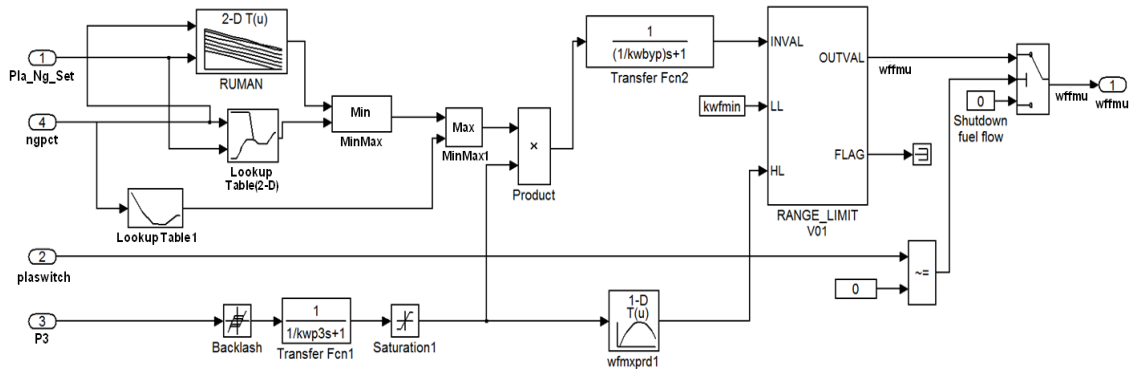 2-D T(u)
RUMAN
1
Pla_Ng_Set
4
ngpct
Lookup
Table(2-D)
Lookup Table1
Min
MinMax
Max
MinMax1
×
Product
1
(1/kwbyp)s+1
Transfer Fcn2
kwfmin
INVAL
OUTVAL
LL
FLAG
HL
RANGE_LIMIT
V01
wffmu
0
Shutdown
fuel flow
wffmu
1
wffmu
2
plaswitch
0
~=
3
P3
Backlash
1
1/kwp3s+1
Transfer Fcn1
Saturation1
1-D
T(u)
wfmxprd1